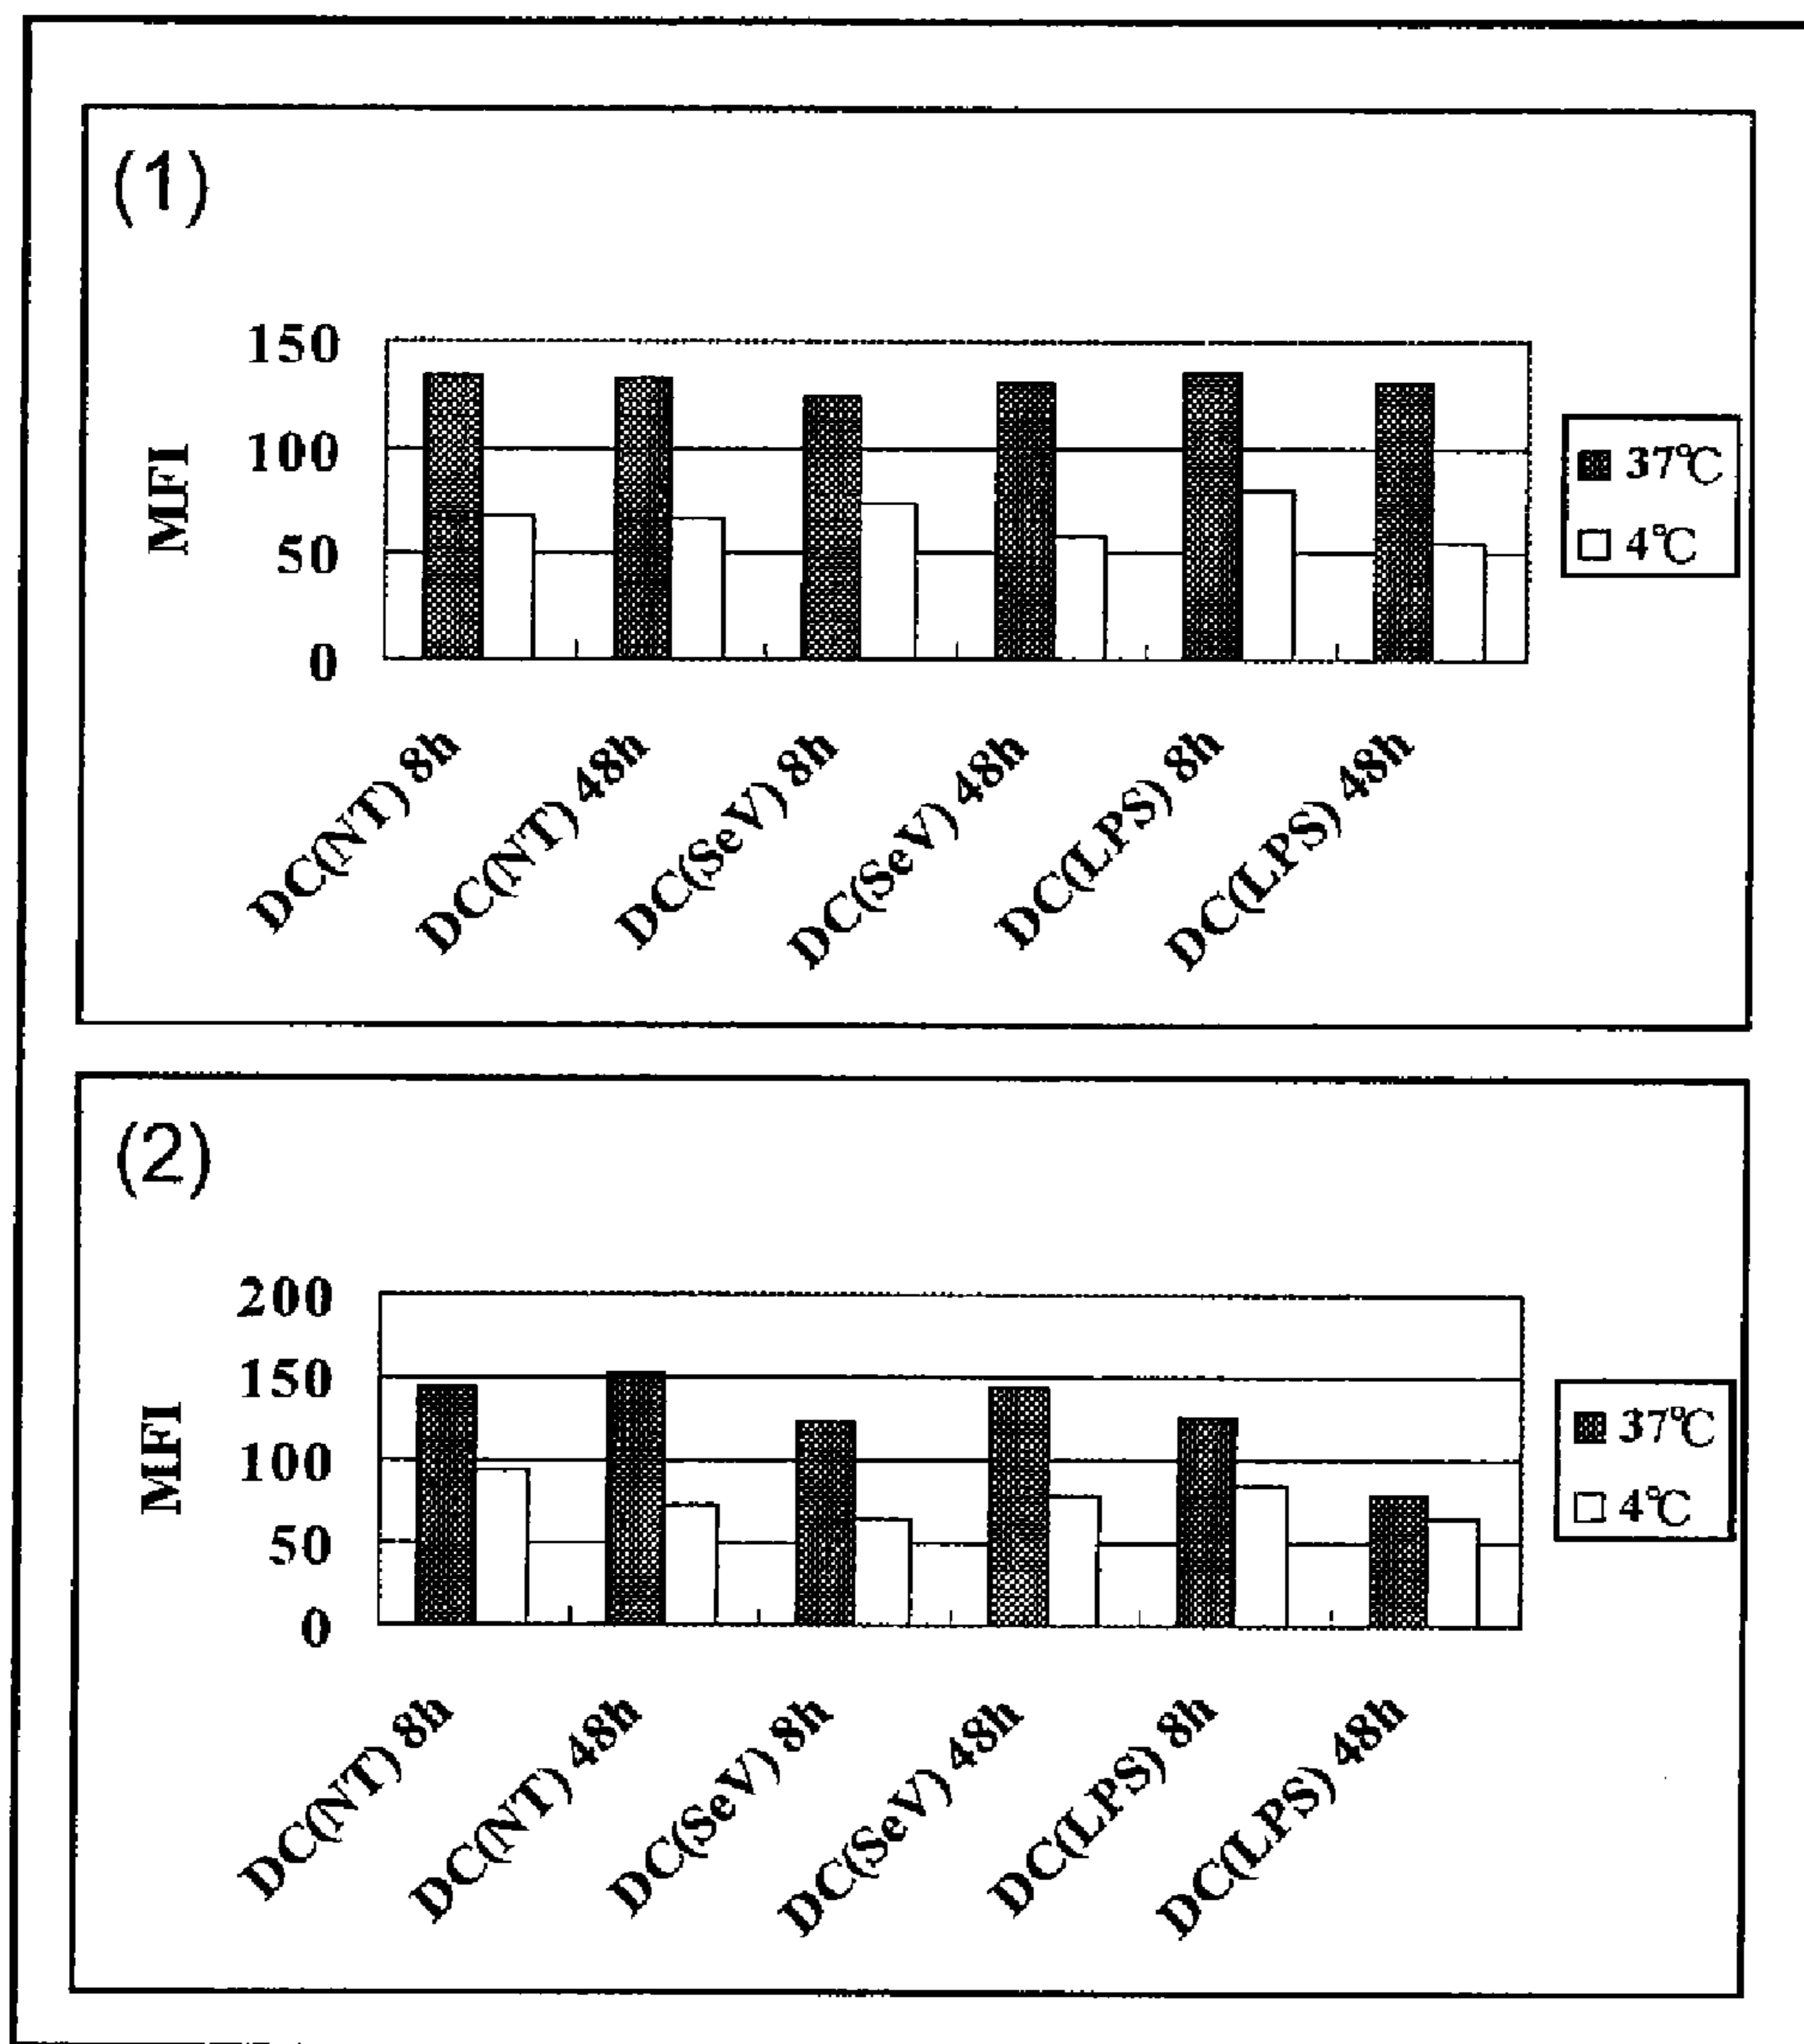 (1)
150
100
50
0
MFI
37℃
4℃
DC(NT) 8h
DC(NT) 48h
DC(SeV) 8h
DC(SeV) 48h
DC(LPS) 8h
DC(LPS) 48h
(2)
200
150
100
50
0
MFI
37℃
4℃
DC(NT) 8h
DC(NT) 48h
DC(SeV) 8h
DC(SeV) 48h
DC(LPS) 8h
DC(LPS) 48h